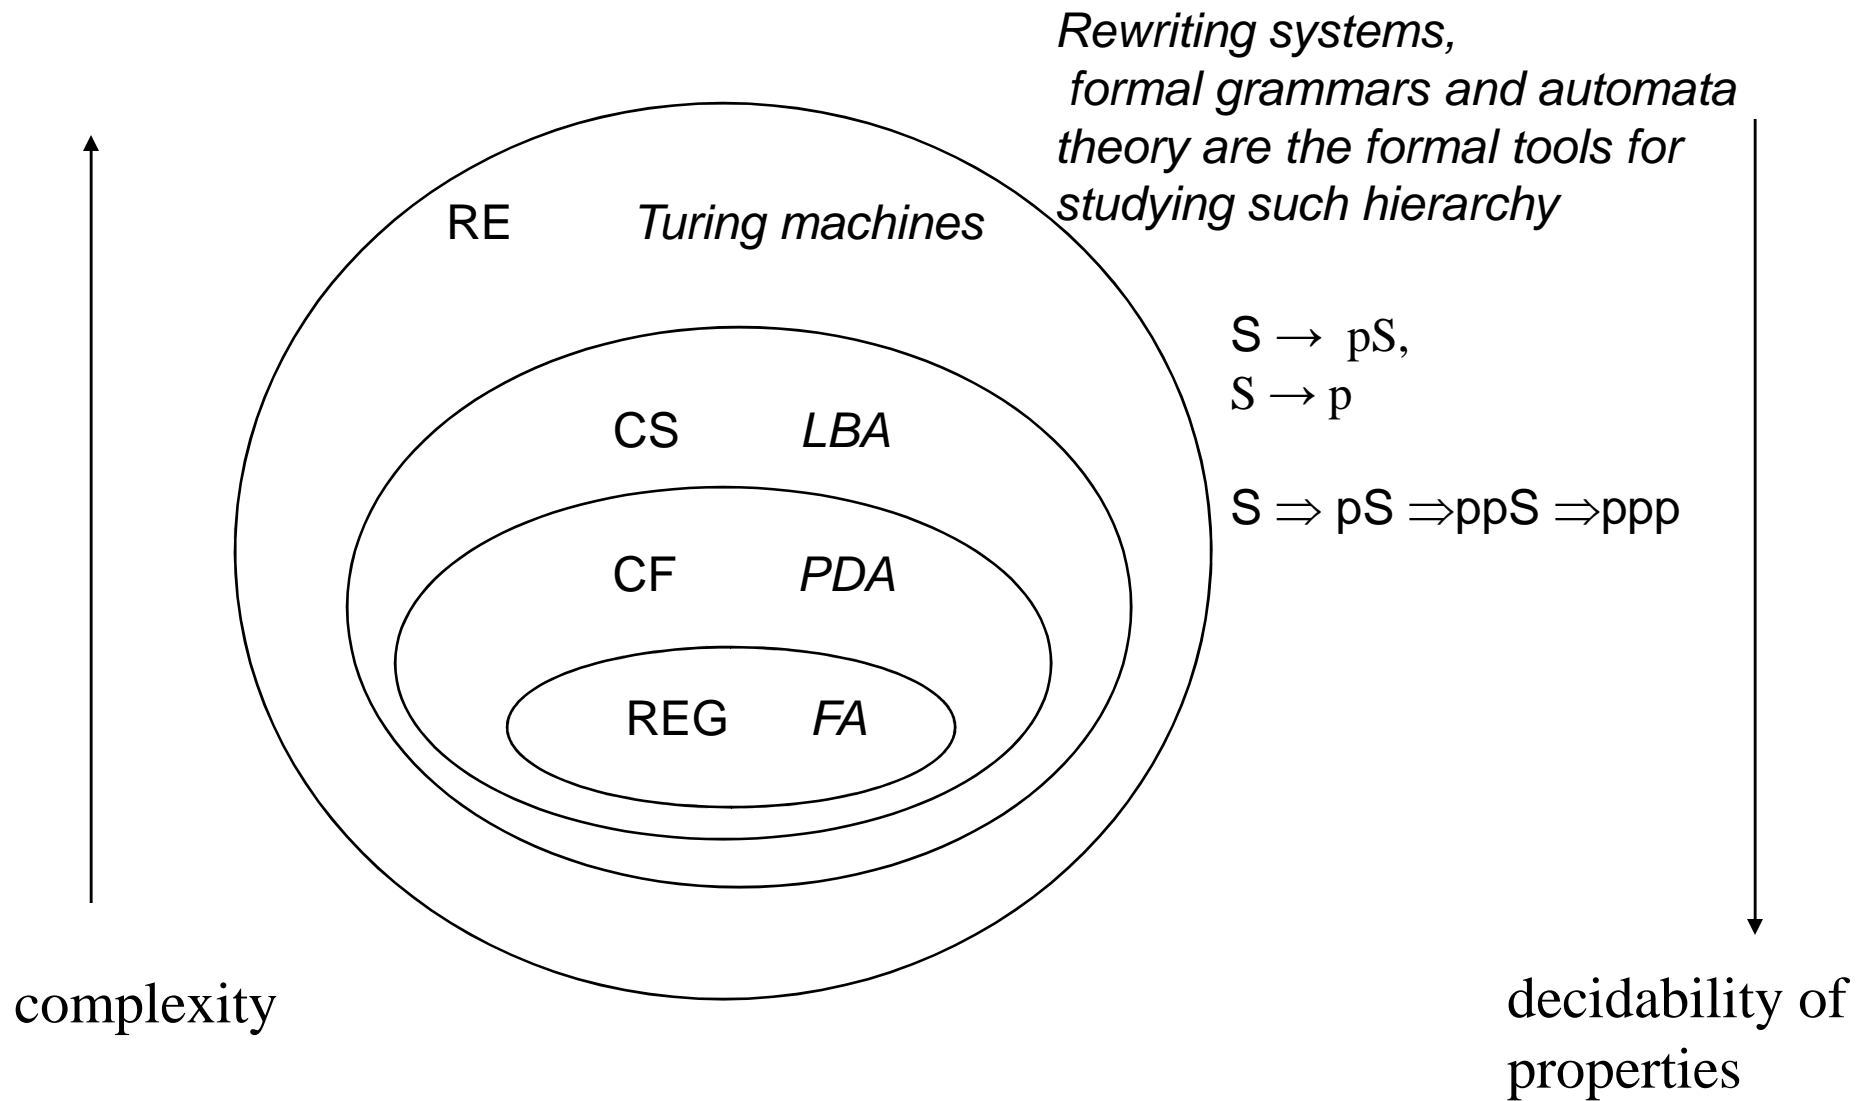 Rewriting systems,
formal grammars and automata
theory are the formal tools for
studying such hierarchy
RE Turing machines
S → pS,
S → p
CS LBA
S ⇒ pS ⇒ppS ⇒ppp
CF PDA
REG FA
complexity
decidability of
properties